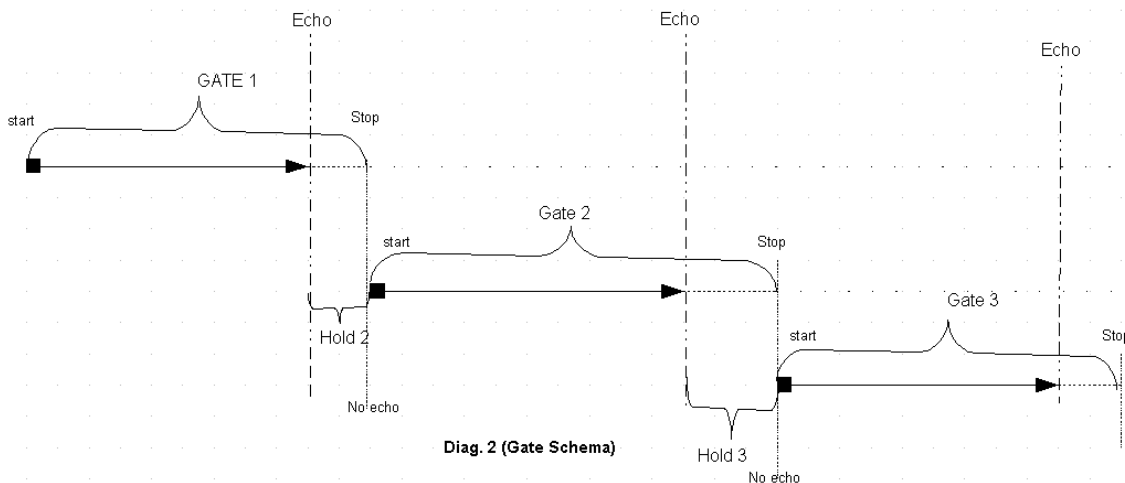 Echo
Echo
Echo
GATE 1
start
Stop
Gate 2
start
Stop
Gate 3
start
Stop
Hold 2
No echo
Diag. 2 (Gate Schema)
Hold 3
No echo